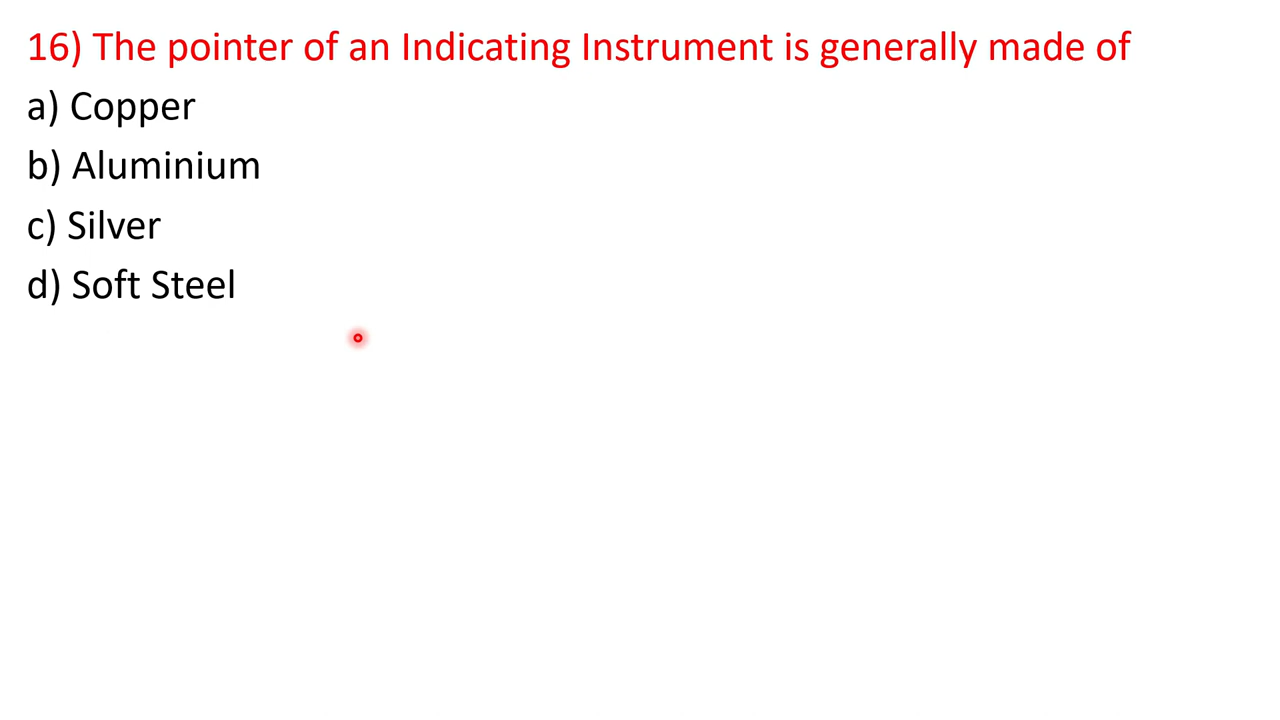 16) The pointer of an Indicating Instrument is generally made of
a) Copper
b) Aluminium
c) Silver
d) Soft Steel